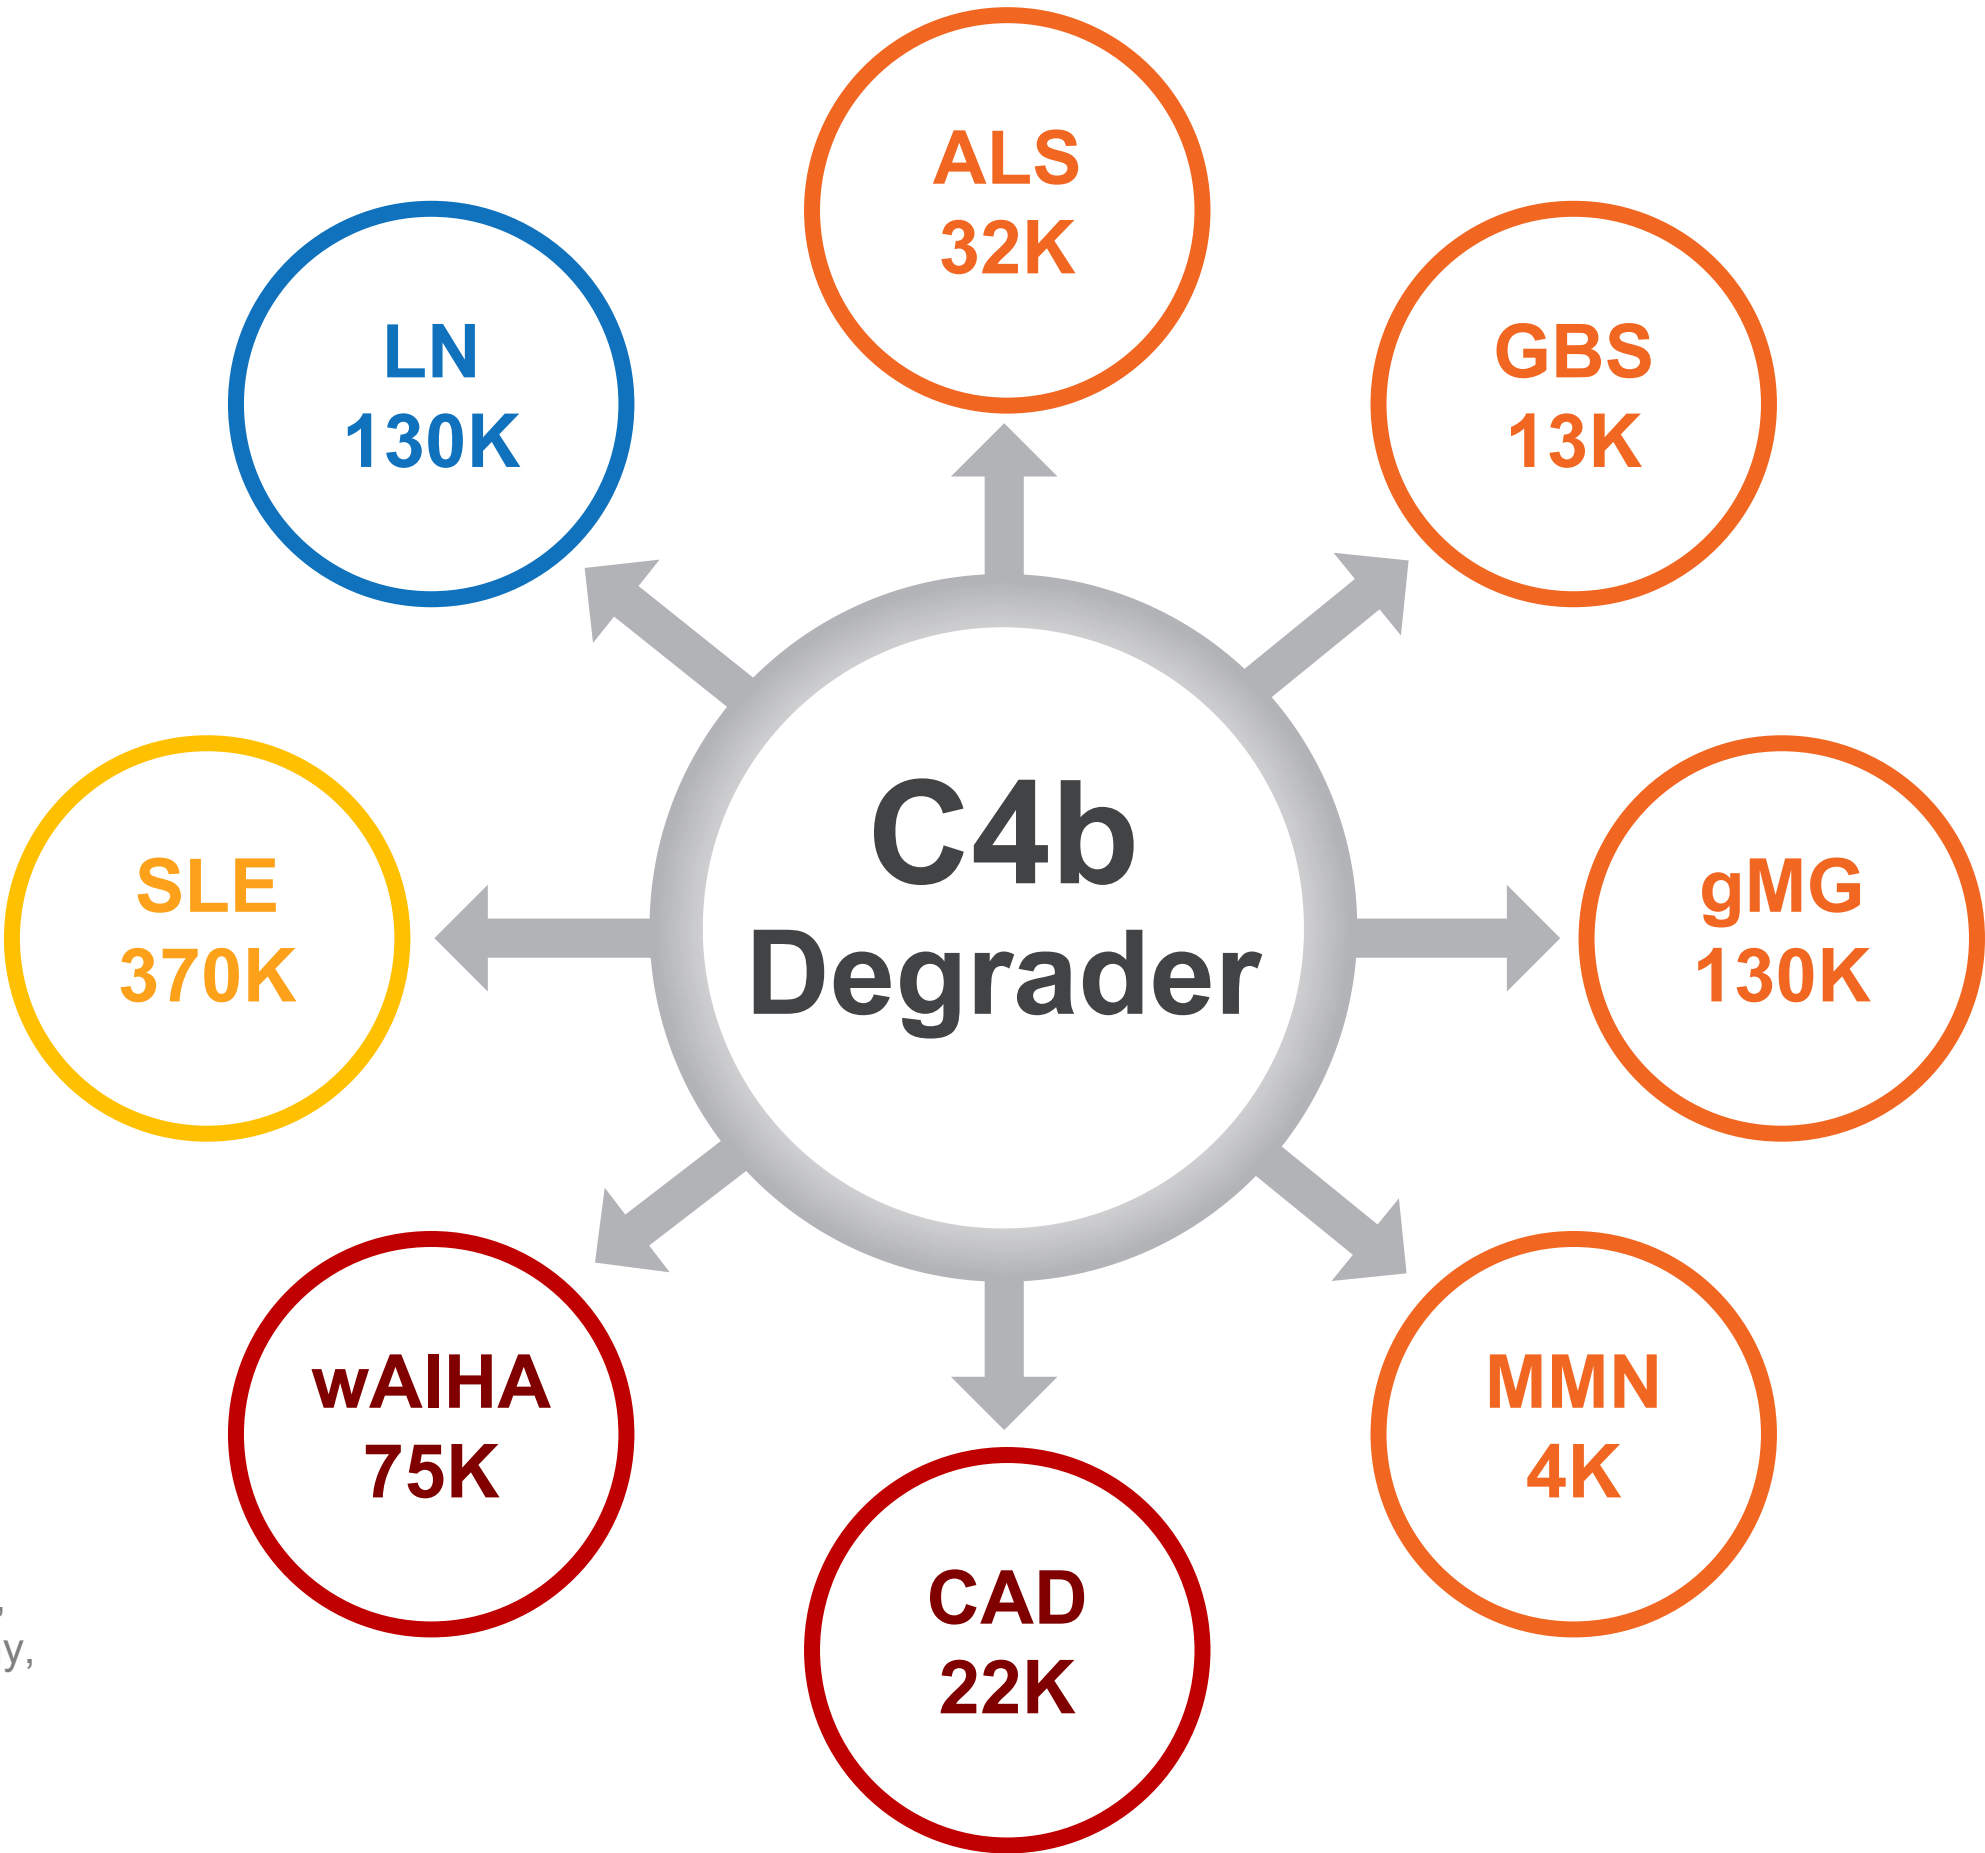 ALS
32K
LN
130K
GBS
13K
C4b
Degrader
SLE
370K
gMG
130K
wAIHA
75K
MMN
4K
CAD
22K